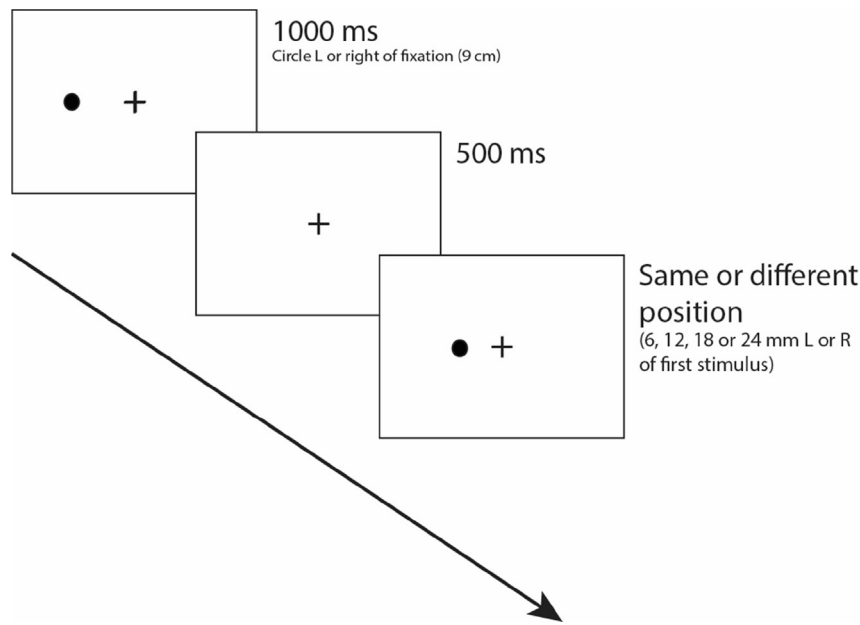 1000 ms
Circle L or right of fixation (9 cm)
500 ms
Same or different
position
(6, 12, 18 or 24 mm L or R
of first stimulus)